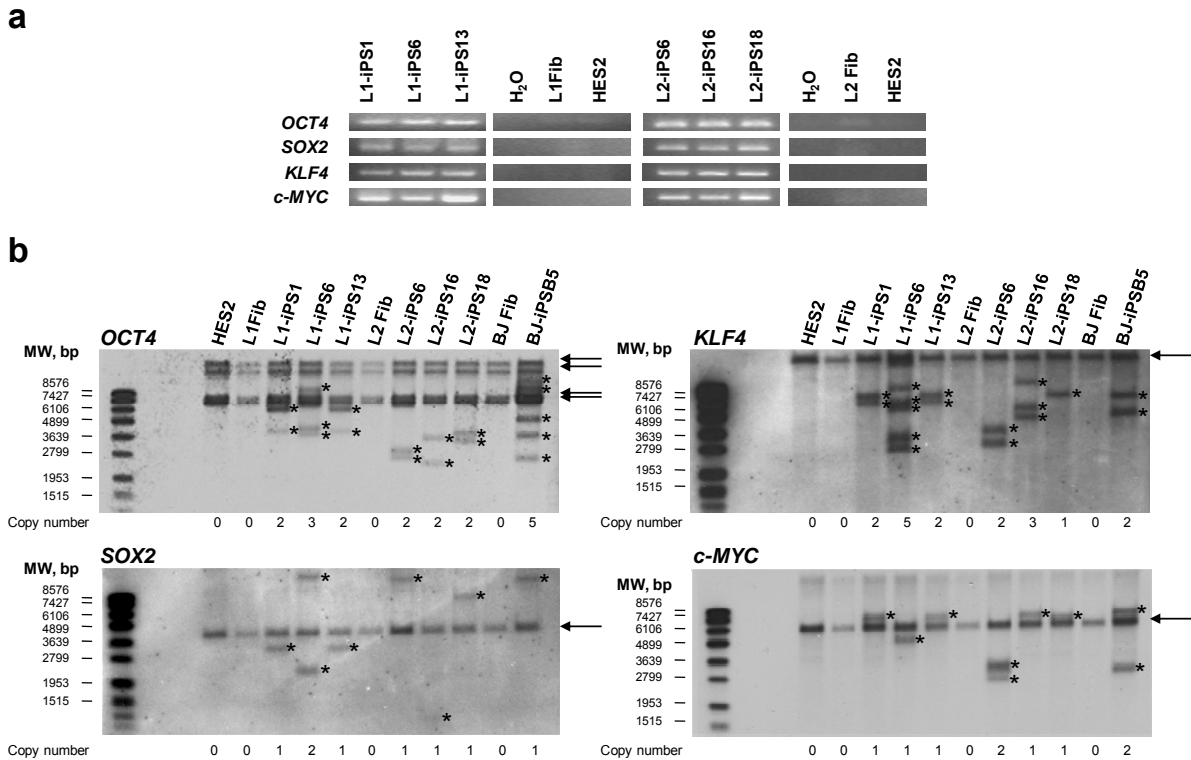 a
L1-iPS1 L1-iPS6 L1-iPS13 H2O L1Fib HES2 L2-iPS6 L2-iPS16 L2-iPS18 H2O L2 Fib HES2
OCT4
SOX2
KLF4
c-MYC
b
HES2 L1Fib L1-iPS1 L1-iPS6 L1-iPS13 L2 Fib L2-iPS6 L2-iPS16 L2-iPS18 BJ Fib BJ-iPSB5
OCT4
MW, bp
8576
7427
6106
4899
3639
2799
1953
1515
Copy number 0 0 2 3 2 0 2 2 2 0 5
HES2 L1Fib L1-iPS1 L1-iPS6 L1-iPS13 L2 Fib L2-iPS6 L2-iPS16 L2-iPS18 BJ Fib BJ-iPSB5
KLF4
MW, bp
8576
7427
6106
4899
3639
2799
1953
1515
0 0 2 5 2 0 2 3 1 0 2
SOX2
MW, bp
8576
7427
6106
4899
3639
2799
1953
1515
Copy number 0 0 1 2 1 0 1 1 1 0 1
c-MYC
MW, bp
8576
7427
6106
4899
3639
2799
1953
1515
0 0 1 1 1 0 2 1 1 0 2